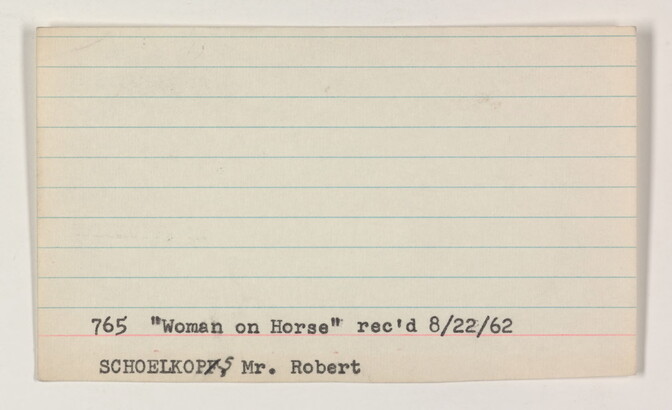 765 "Woman on Horse" rec'd 8/22/62
SCHOELKOPF, Mr. Robert